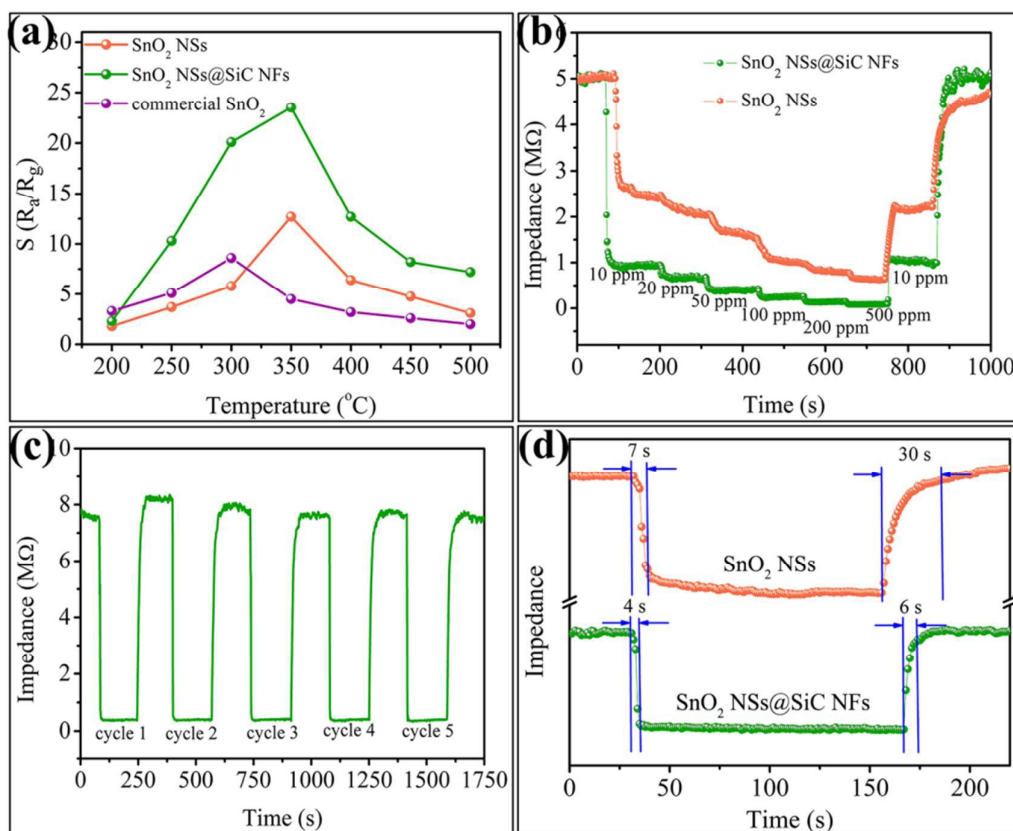 (a)
30
25
20
15
10
5
0
S (Ra/Rg)
SnO2 NSs
SnO2 NSs@SiC NFs
commercial SnO2
200 250 300 350 400 450 500
Temperature (oC)
(b)
6
5
4
3
2
1
0
Impedance (MΩ)
SnO2 NSs@SiC NFs
SnO2 NSs
10 ppm
20 ppm
50 ppm
100 ppm
200 ppm
500 ppm
10 ppm
0 200 400 600 800 1000
Time (s)
(c)
10
8
6
4
2
0
Impedance (MΩ)
cycle 1 cycle 2 cycle 3 cycle 4 cycle 5
0 250 500 750 1000 1250 1500 1750
Time (s)
(d)
Impedance
7 s
30 s
SnO2 NSs
4 s
6 s
SnO2 NSs@SiC NFs
0 50 100 150 200
Time (s)